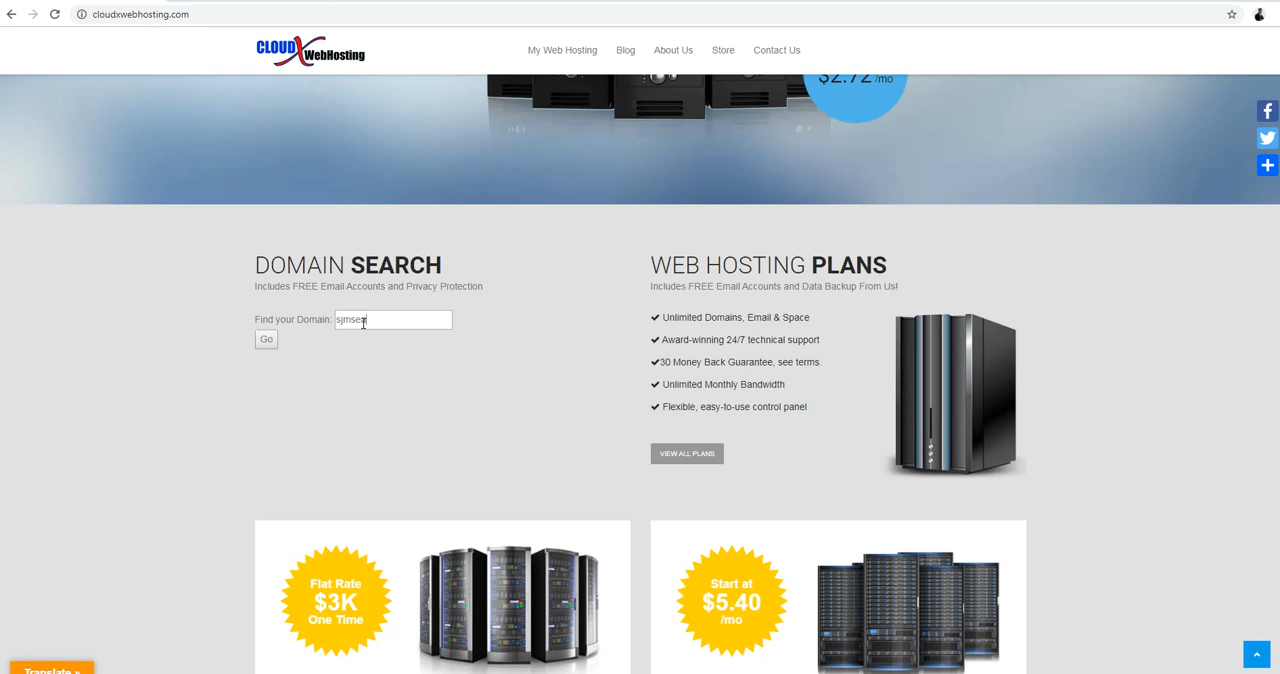 cloudxwebhosting.com
CLOUDXWebHosting
My Web Hosting
Blog
About Us
Store
Contact Us
$2.72 /mo
DOMAIN SEARCH
Includes FREE Email Accounts and Privacy Protection
Find your Domain: sjmsea
Go
WEB HOSTING PLANS
Includes FREE Email Accounts and Data Backup From Us!
Unlimited Domains, Email & Space
Award-winning 24/7 technical support
30 Money Back Guarantee, see terms.
Unlimited Monthly Bandwidth
Flexible, easy-to-use control panel
VIEW ALL PLANS
Flat Rate
$3K
One Time
Start at
$5.40
/mo
Translate »